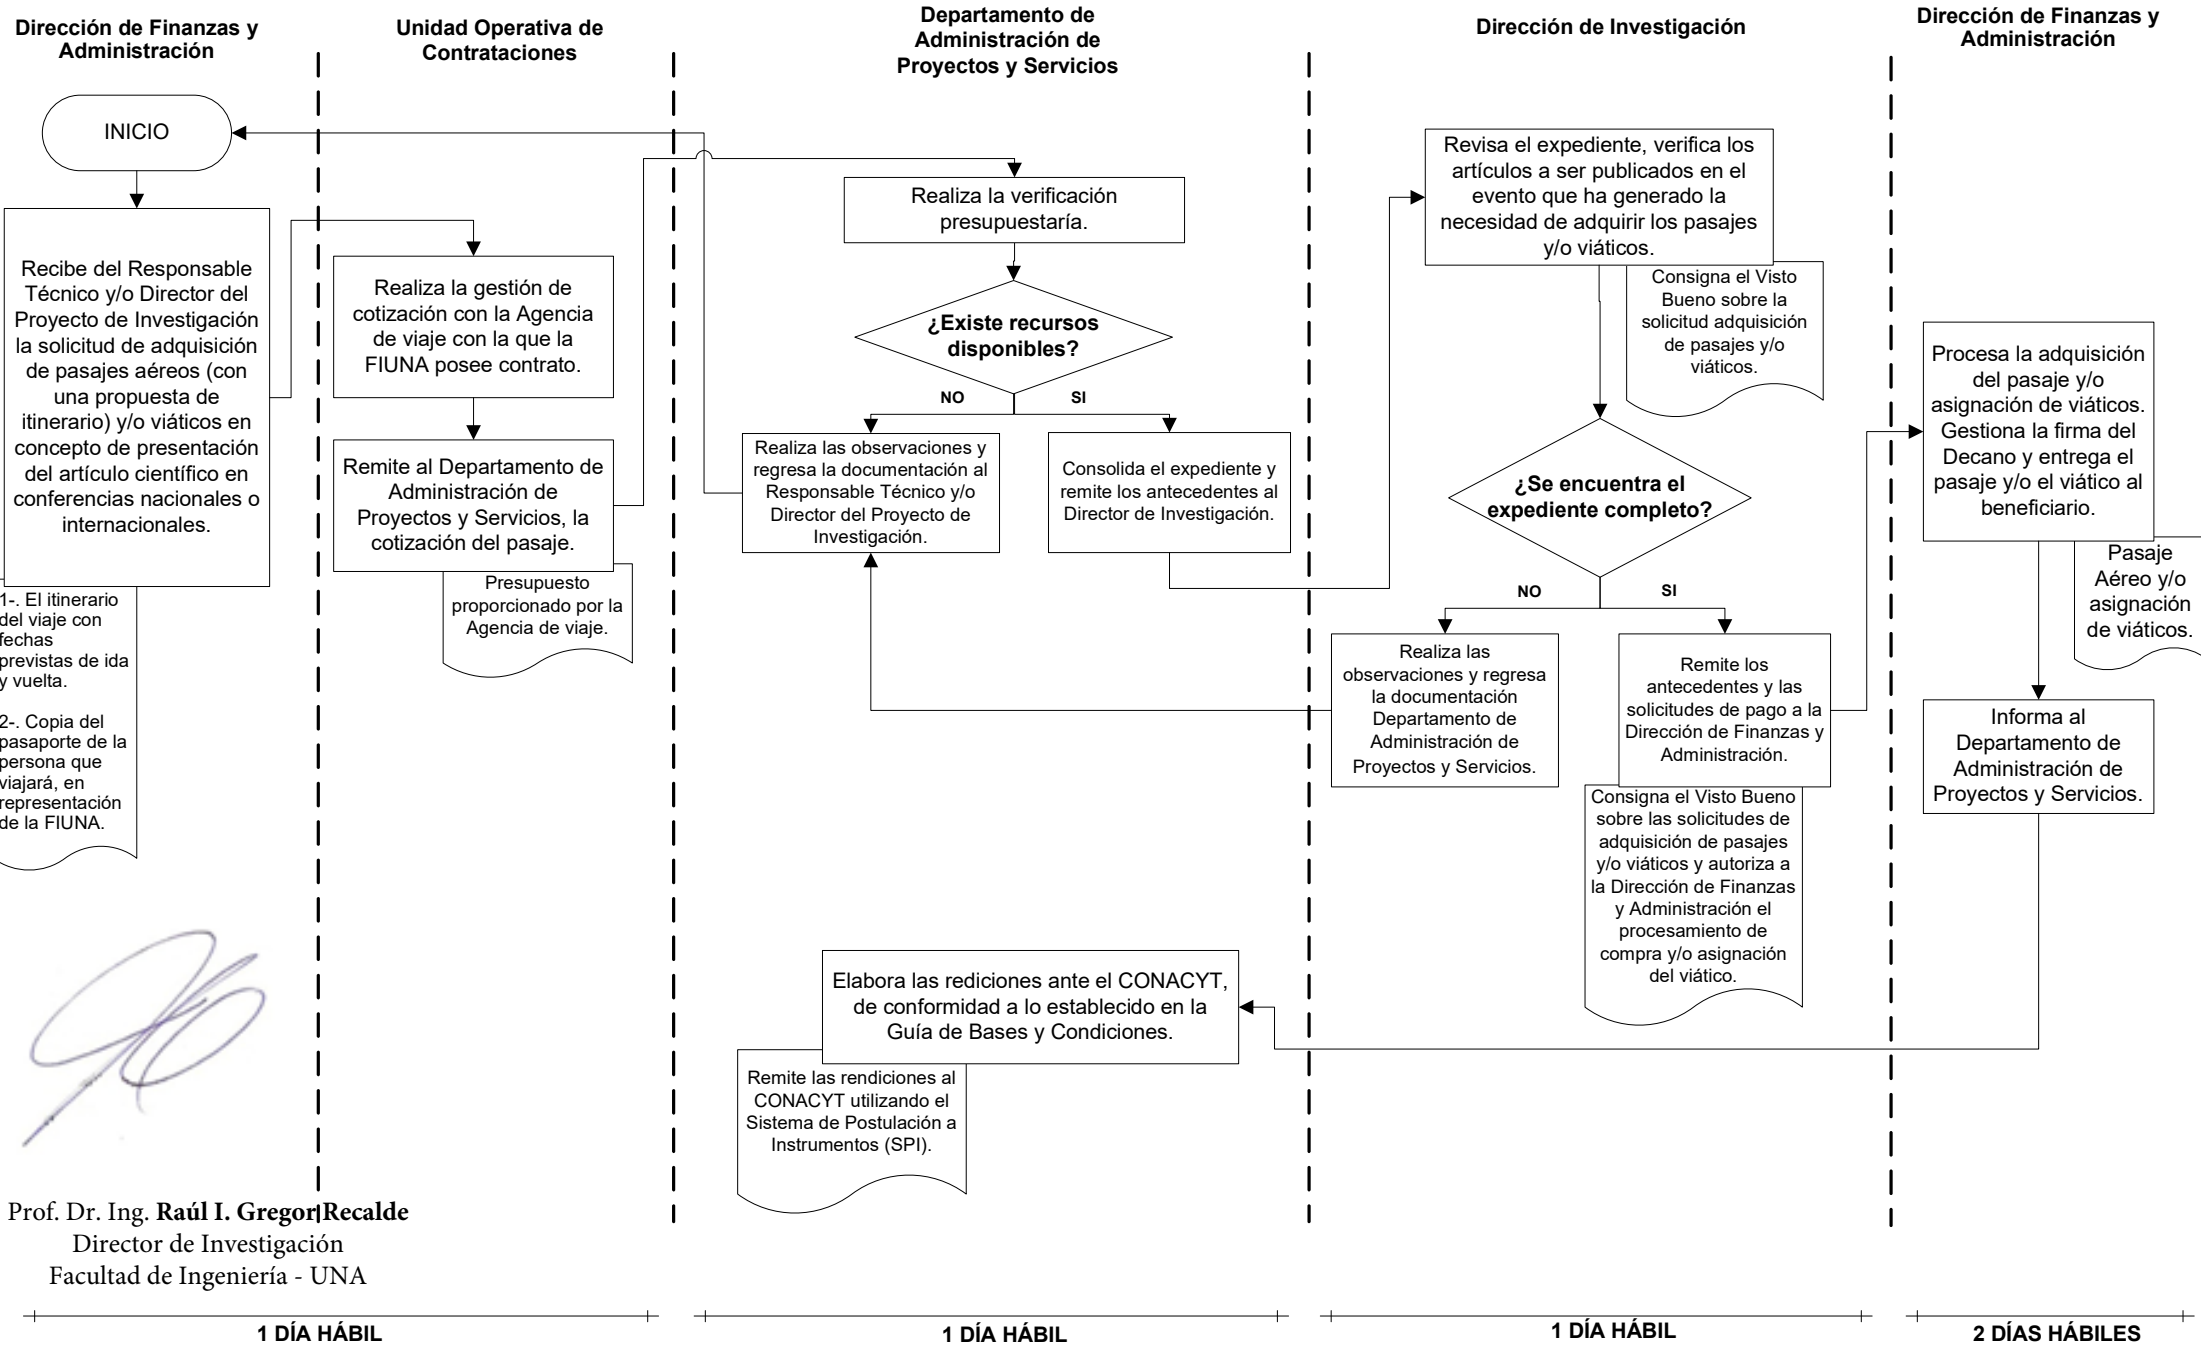 Dirección de Finanzas y
Administración
Unidad Operativa de
Contrataciones
Departamento de
Administración de
Proyectos y Servicios
Dirección de Investigación
Dirección de Finanzas y
Administración
INICIO
Recibe del Responsable
Técnico y/o Director del
Proyecto de Investigación
la solicitud de adquisición
de pasajes aéreos (con
una propuesta de
itinerario) y/o viáticos en
concepto de presentación
del artículo científico en
conferencias nacionales o
internacionales.
1-. El itinerario
del viaje con
fechas
previstas de ida
y vuelta.
2-. Copia del
pasaporte de la
persona que
viajará, en
representación
de la FIUNA.
Realiza la gestión de
cotización con la Agencia
de viaje con la que la
FIUNA posee contrato.
Remite al Departamento de
Administración de
Proyectos y Servicios, la
cotización del pasaje.
Presupuesto
proporcionado por la
Agencia de viaje.
Realiza la verificación
presupuestaría.
¿Existe recursos
disponibles?
NO
SI
Realiza las observaciones y
regresa la documentación al
Responsable Técnico y/o
Director del Proyecto de
Investigación.
Consolida el expediente y
remite los antecedentes al
Director de Investigación.
Elabora las rediciones ante el CONACYT,
de conformidad a lo establecido en la
Guía de Bases y Condiciones.
Remite las rendiciones al
CONACYT utilizando el
Sistema de Postulación a
Instrumentos (SPI).
Revisa el expediente, verifica los
artículos a ser publicados en el
evento que ha generado la
necesidad de adquirir los pasajes
y/o viáticos.
Consigna el Visto
Bueno sobre la
solicitud adquisición
de pasajes y/o
viáticos.
¿Se encuentra el
expediente completo?
NO
SI
Realiza las
observaciones y regresa
la documentación
Departamento de
Administración de
Proyectos y Servicios.
Remite los
antecedentes y las
solicitudes de pago a la
Dirección de Finanzas y
Administración.
Consigna el Visto Bueno
sobre las solicitudes de
adquisición de pasajes
y/o viáticos y autoriza a
la Dirección de Finanzas
y Administración el
procesamiento de
compra y/o asignación
del viático.
Procesa la adquisición
del pasaje y/o
asignación de viáticos.
Gestiona la firma del
Decano y entrega el
pasaje y/o el viático al
beneficiario.
Pasaje
Aéreo y/o
asignación
de viáticos.
Informa al
Departamento de
Administración de
Proyectos y Servicios.
Prof. Dr. Ing. Raúl I. Gregor Recalde
Director de Investigación
Facultad de Ingeniería - UNA
1 DÍA HÁBIL
1 DÍA HÁBIL
1 DÍA HÁBIL
2 DÍAS HÁBILES